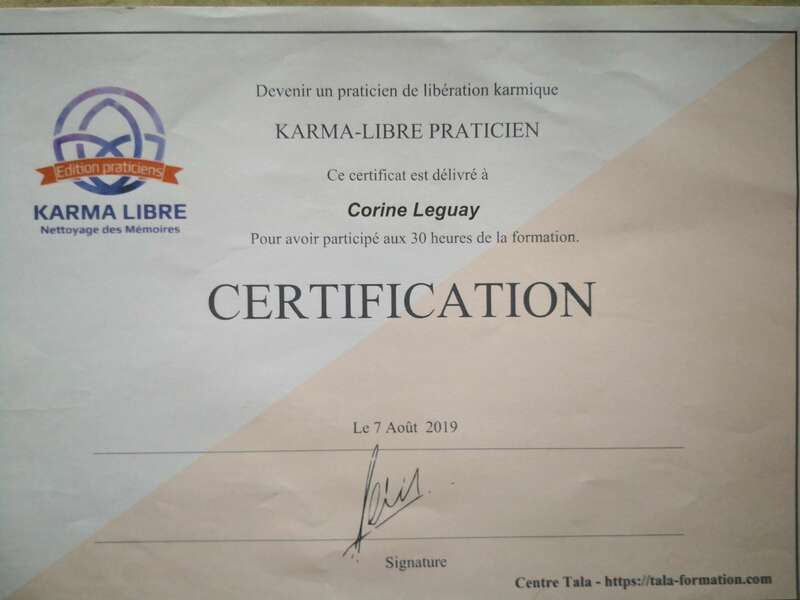 Devenir un praticien de libération karmique
KARMA-LIBRE PRATICIEN
Edition praticiens
KARMA LIBRE
Nettoyage des Mémoires
Ce certificat est délivré à
Corine Leguay
Pour avoir participé aux 30 heures de la formation.
CERTIFICATION
Le 7 Août 2019
Signature
Centre Tala - https://tala-formation.com